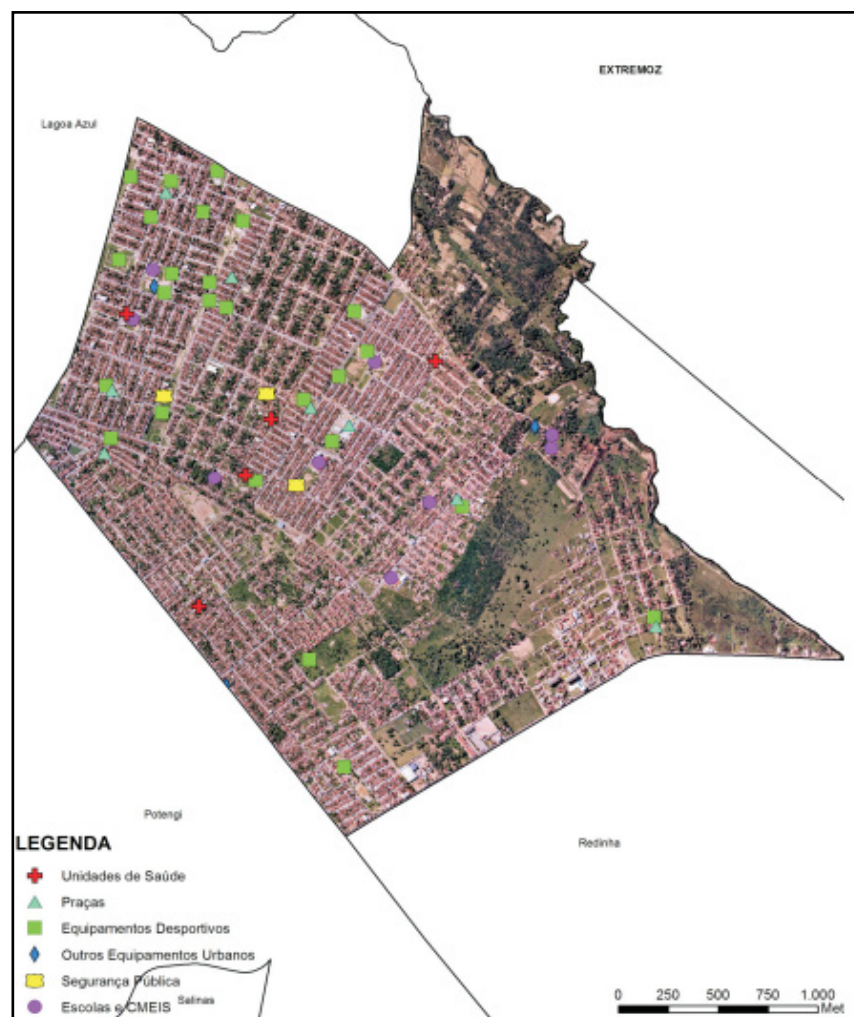 EXTREMOZ
Lagoa Azul
Potengi
Redinha
LEGENDA
Unidades de Saúde
Praças
Equipamentos Desportivos
Outros Equipamentos Urbanos
Segurança Pública
Escolas e CMEIS
Salinas
0 250 500 750 1.000
Met